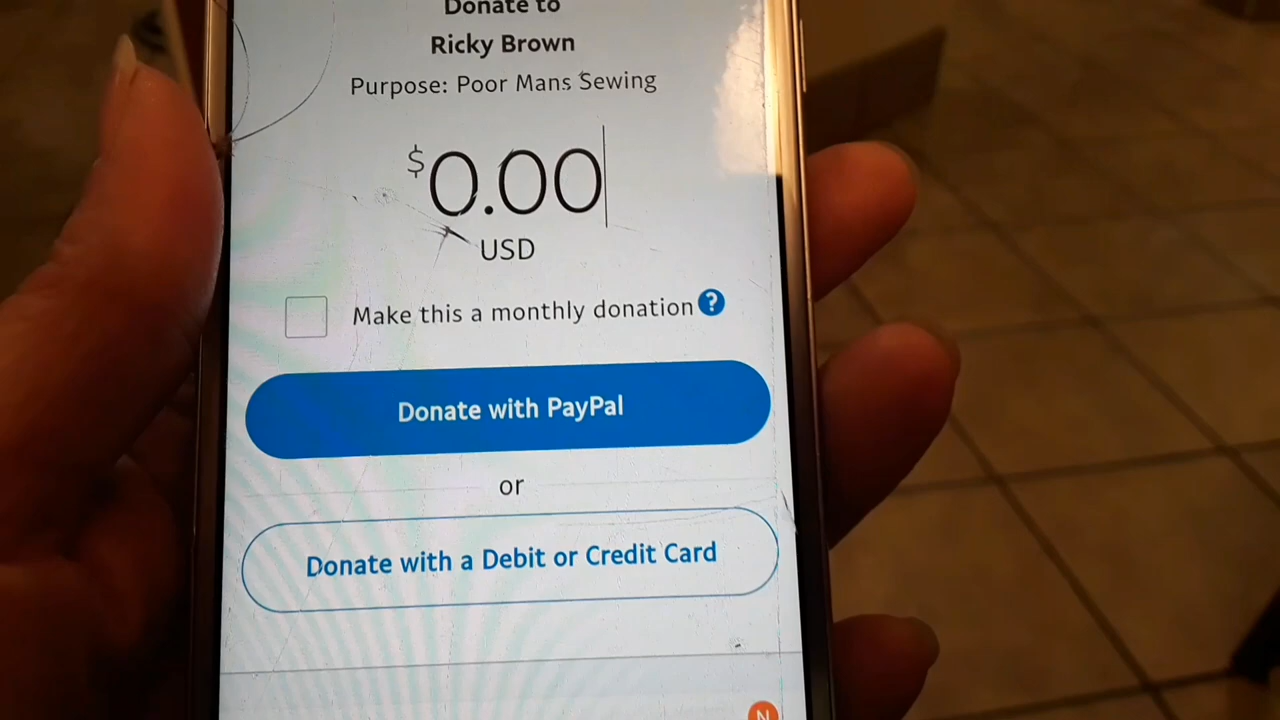 Donate to
Ricky Brown
Purpose: Poor Mans Sewing
$0.00
USD
Make this a monthly donation ?
Donate with PayPal
or
Donate with a Debit or Credit Card
N